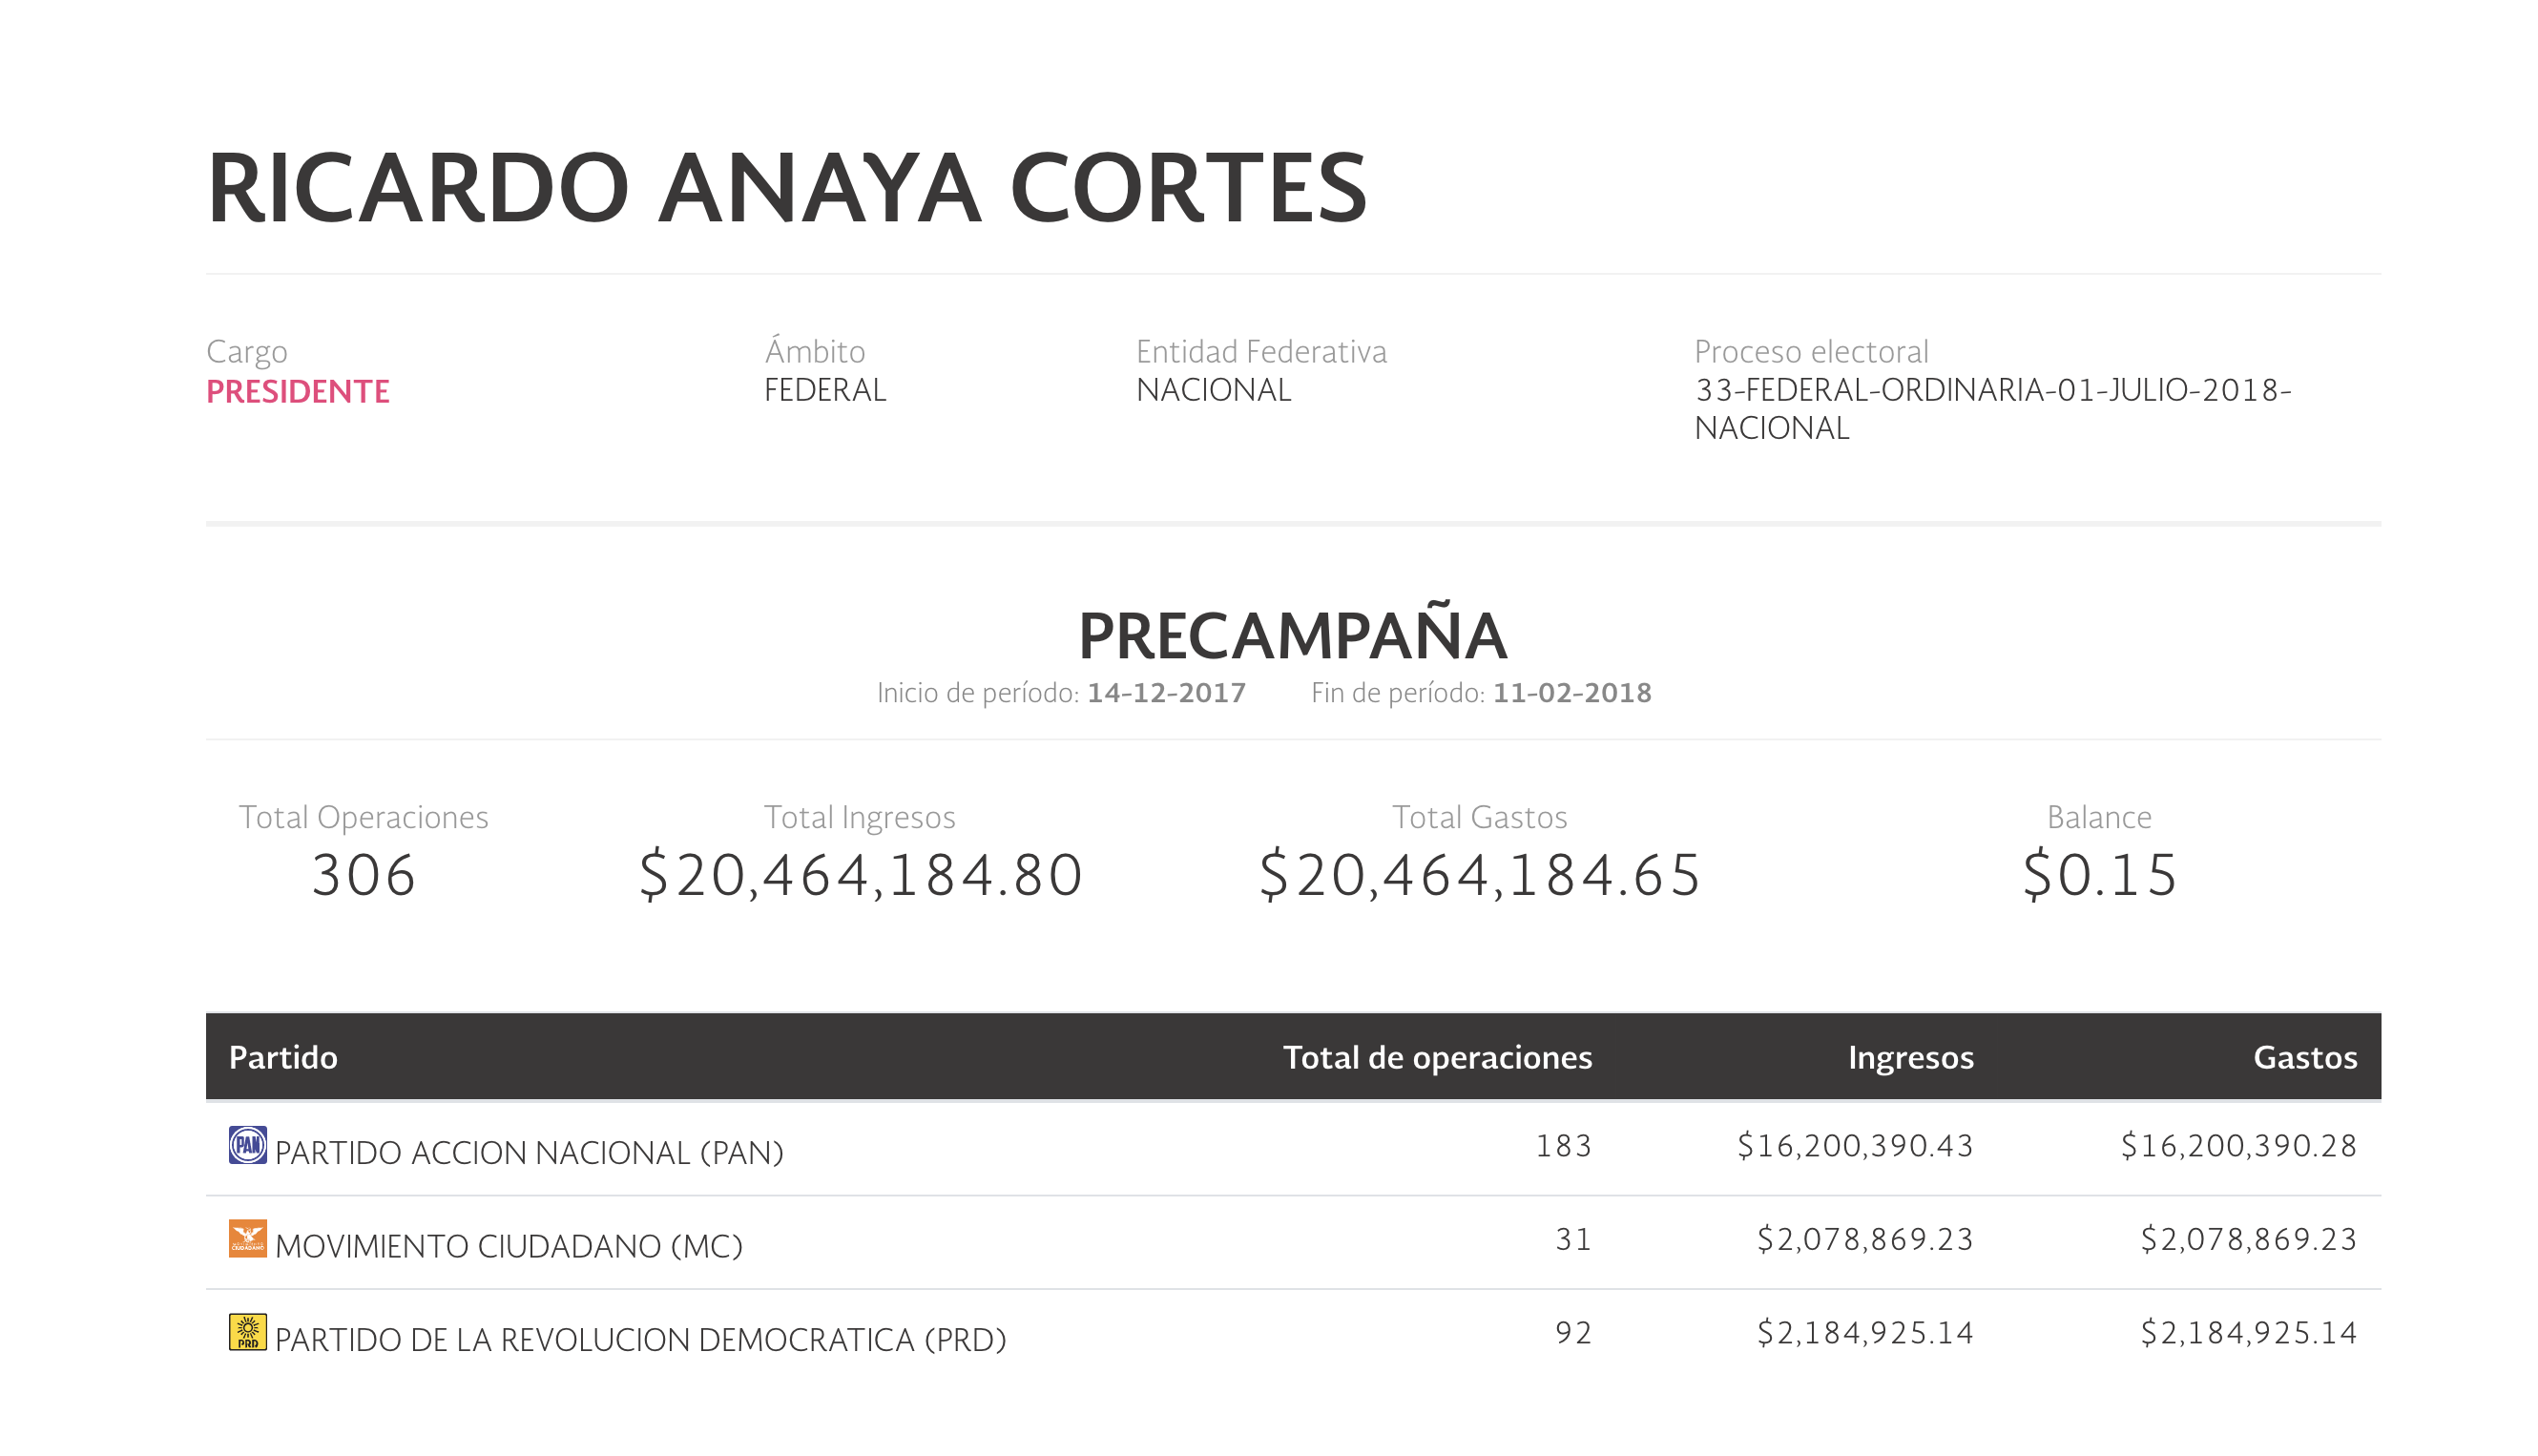 RICARDO ANAYA CORTES
Cargo
PRESIDENTE
Ámbito
FEDERAL
Entidad Federativa
NACIONAL
Proceso electoral
33-FEDERAL-ORDINARIA-01-JULIO-2018-
NACIONAL
PRECAMPAÑA
Inicio de período: 14-12-2017 Fin de período: 11-02-2018
Total Operaciones
306
Total Ingresos
$20,464,184.80
Total Gastos
$20,464,184.65
Balance
$0.15
Partido Total de operaciones Ingresos Gastos
PAN PARTIDO ACCION NACIONAL (PAN) 183 $16,200,390.43 $16,200,390.28
CIUDADANO MOVIMIENTO CIUDADANO (MC) 31 $2,078,869.23 $2,078,869.23
PRD PARTIDO DE LA REVOLUCION DEMOCRATICA (PRD) 92 $2,184,925.14 $2,184,925.14